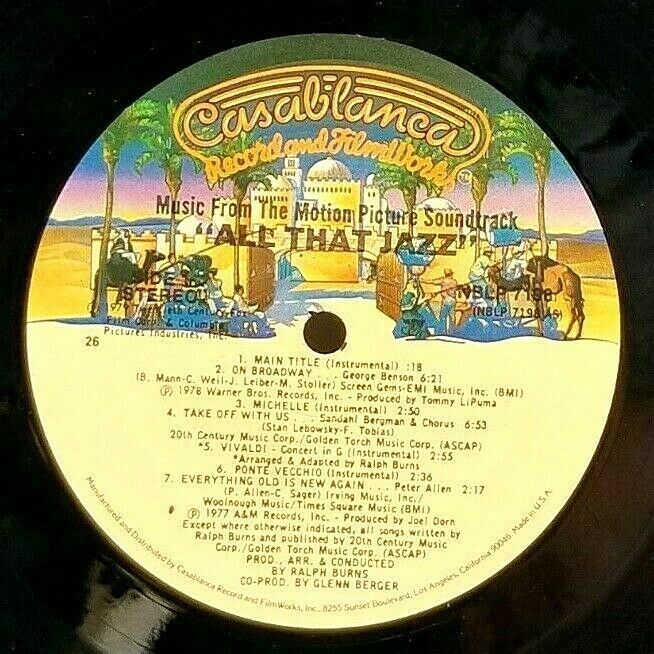 Casablanca
Record and FilmWorks
Music From The Motion Picture Soundtrack
"ALL THAT JAZZ"
STEREO
NBLP 7198
(NBLP 7198 AS)
Film Corp. & Columbia
Pictures Industries, Inc.
26
1. MAIN TITLE (Instrumental) :18
2. ON BROADWAY . . . George Benson 6:21
(B. Mann-C. Weil-J. Leiber-M. Stoller) Screen Gems-EMI Music, Inc. (BMI)
Ⓟ 1978 Warner Bros. Records, Inc. - Produced by Tommy LiPuma
3. MICHELLE (Instrumental) 2:50
4. TAKE OFF WITH US . . . Sandahl Bergman & Chorus 6:53
(Stan Lebowsky-F. Tobias)
20th Century Music Corp./Golden Torch Music Corp. (ASCAP)
*5. VIVALDI - Concert in G (Instrumental) 2:55
*Arranged & Adapted by Ralph Burns
6. PONTE VECCHIO (Instrumental) 2:36
7. EVERYTHING OLD IS NEW AGAIN . . . Peter Allen 2:17
(P. Allen-C. Sager) Irving Music, Inc./
Woolnough Music/Times Square Music (BMI)
Ⓟ 1977 A&M Records, Inc. - Produced by Joel Dorn
Except where otherwise indicated, all songs written by
Ralph Burns and published by 20th Century Music
Corp./Golden Torch Music Corp. (ASCAP)
PROD., ARR. & CONDUCTED
BY RALPH BURNS
CO-PROD. BY GLENN BERGER
Manufactured and Distributed by Casablanca Record and FilmWorks, Inc., 8255 Sunset Boulevard, Los Angeles, California 90046 Made in U.S.A.